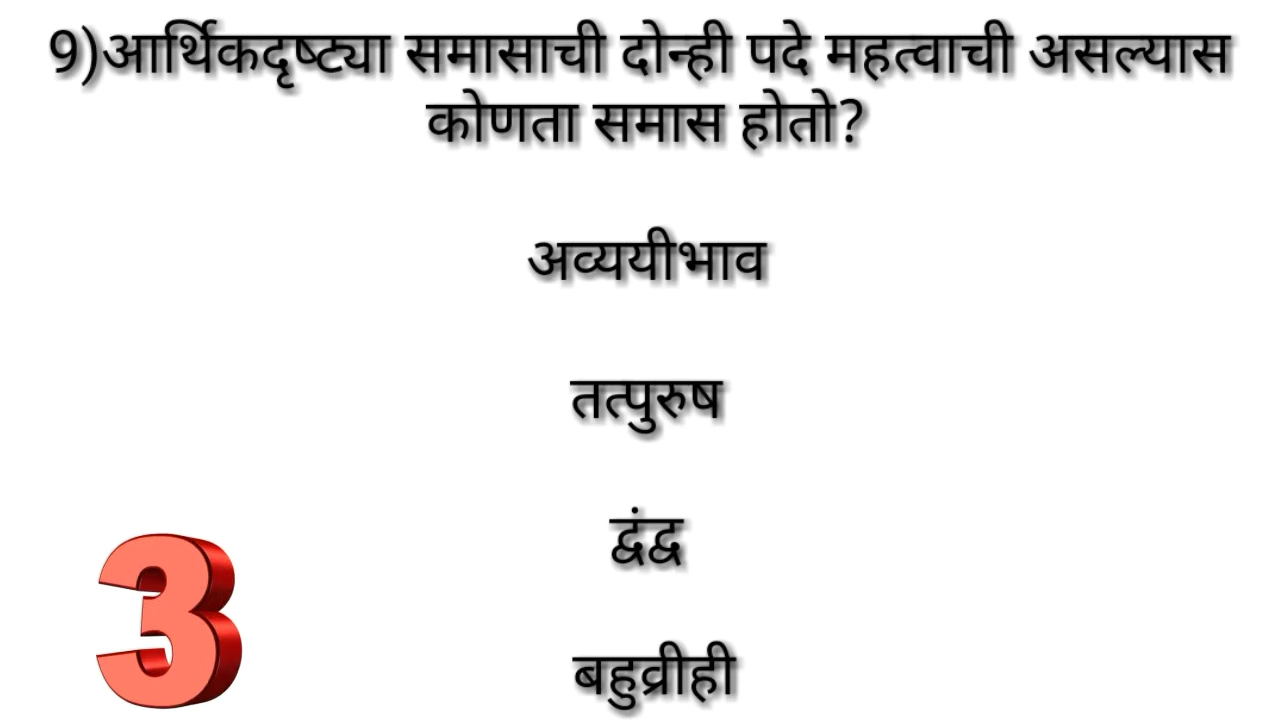 9)आर्थिकदृष्ट्या समासाची दोन्ही पदे महत्वाची असल्यास
कोणता समास होतो?
अव्ययीभाव
तत्पुरुष
द्वंद्व
बहुव्रीही
3